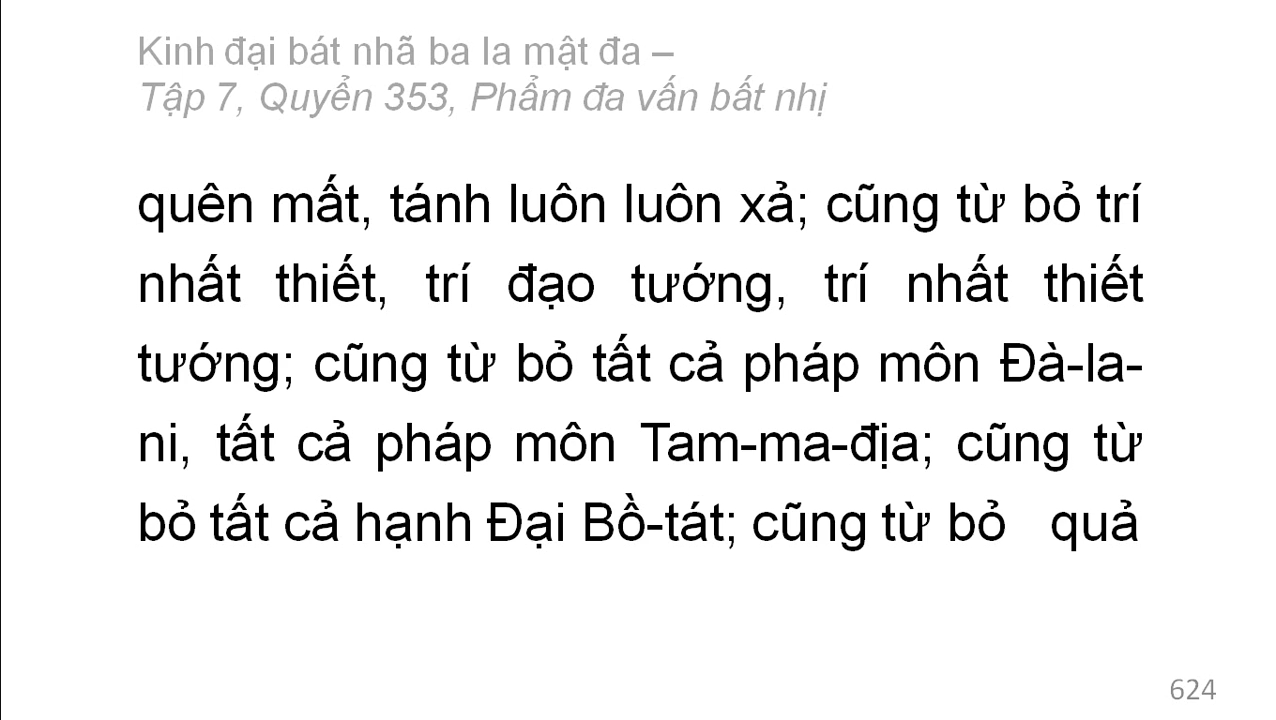 Kinh đại bát nhã ba la mật đa –
Tập 7, Quyển 353, Phẩm đa vấn bất nhị
quên mất, tánh luôn luôn xả; cũng từ bỏ trí
nhất thiết, trí đạo tướng, trí nhất thiết
tướng; cũng từ bỏ tất cả pháp môn Đà-la-
ni, tất cả pháp môn Tam-ma-địa; cũng từ
bỏ tất cả hạnh Đại Bồ-tát; cũng từ bỏ quả
624